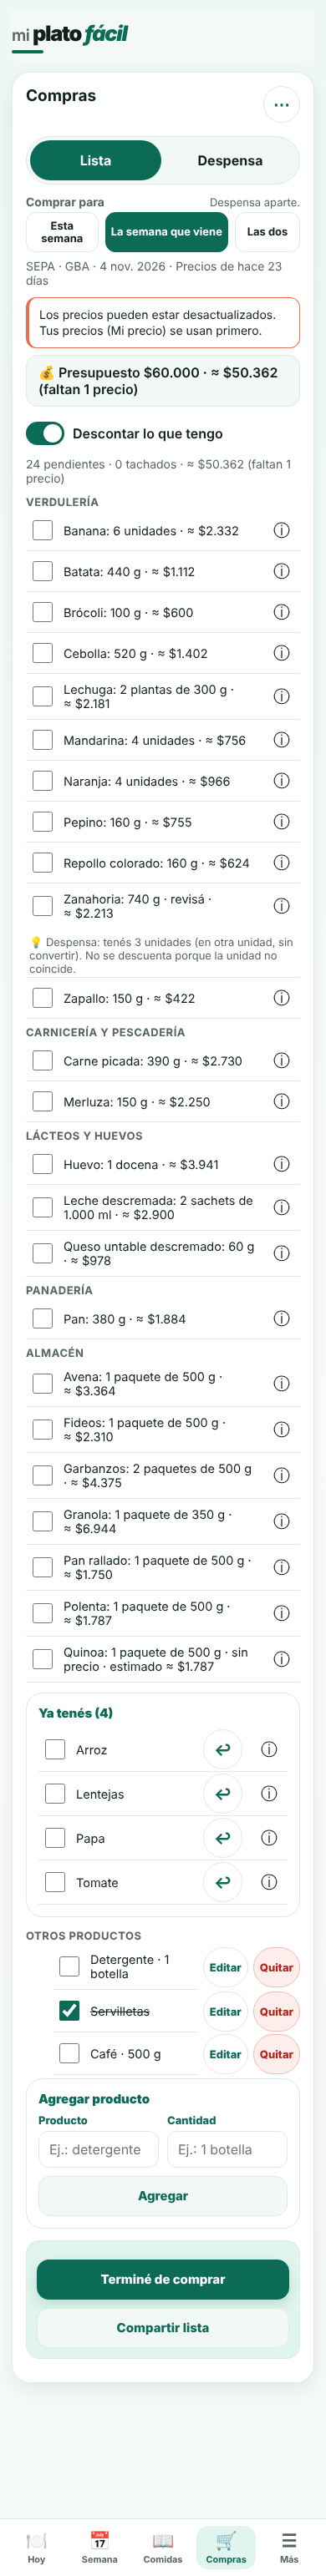 mi plato fácil
Compras
...
Lista
Despensa
Comprar para
Despensa aparte.
Esta
semana
La semana que viene
Las dos
SEPA · GBA · 4 nov. 2026 · Precios de hace 23
días
Los precios pueden estar desactualizados.
Tus precios (Mi precio) se usan primero.
💰 Presupuesto $60.000 · ≈ $50.362
(faltan 1 precio)
Descontar lo que tengo
24 pendientes · 0 tachados · ≈ $50.362 (faltan 1
precio)
VERDULERÍA
Banana: 6 unidades · ≈ $2.332
Batata: 440 g · ≈ $1.112
Brócoli: 100 g · ≈ $600
Cebolla: 520 g · ≈ $1.402
Lechuga: 2 plantas de 300 g ·
≈ $2.181
Mandarina: 4 unidades · ≈ $756
Naranja: 4 unidades · ≈ $966
Pepino: 160 g · ≈ $755
Repollo colorado: 160 g · ≈ $624
Zanahoria: 740 g · revisá ·
≈ $2.213
💡 Despensa: tenés 3 unidades (en otra unidad, sin
convertir). No se descuenta porque la unidad no
coincide.
Zapallo: 150 g · ≈ $422
CARNICERÍA Y PESCADERÍA
Carne picada: 390 g · ≈ $2.730
Merluza: 150 g · ≈ $2.250
LÁCTEOS Y HUEVOS
Huevo: 1 docena · ≈ $3.941
Leche descremada: 2 sachets de
1.000 ml · ≈ $2.900
Queso untable descremado: 60 g
· ≈ $978
PANADERÍA
Pan: 380 g · ≈ $1.884
ALMACÉN
Avena: 1 paquete de 500 g ·
≈ $3.364
Fideos: 1 paquete de 500 g ·
≈ $2.310
Garbanzos: 2 paquetes de 500 g
· ≈ $4.375
Granola: 1 paquete de 350 g ·
≈ $6.944
Pan rallado: 1 paquete de 500 g ·
≈ $1.750
Polenta: 1 paquete de 500 g ·
≈ $1.787
Quinoa: 1 paquete de 500 g · sin
precio · estimado ≈ $1.787
Ya tenés (4)
Arroz
Lentejas
Papa
Tomate
OTROS PRODUCTOS
Detergente · 1
botella
Editar
Quitar
Servilletas
Editar
Quitar
Café · 500 g
Editar
Quitar
Agregar producto
Producto
Cantidad
Ej.: detergente
Ej.: 1 botella
Agregar
Terminé de comprar
Compartir lista
Hoy
Semana
Comidas
Compras
Más